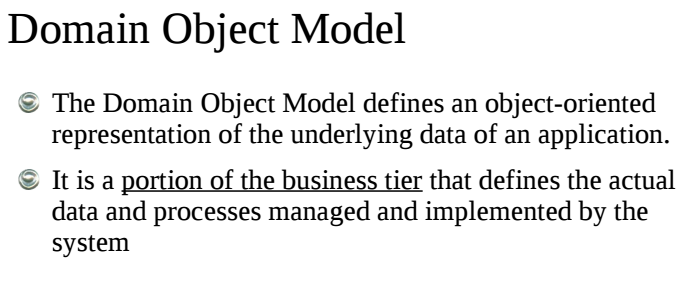 Domain Object Model
The Domain Object Model defines an object-oriented
representation of the underlying data of an application.
It is a portion of the business tier that defines the actual
data and processes managed and implemented by the
system